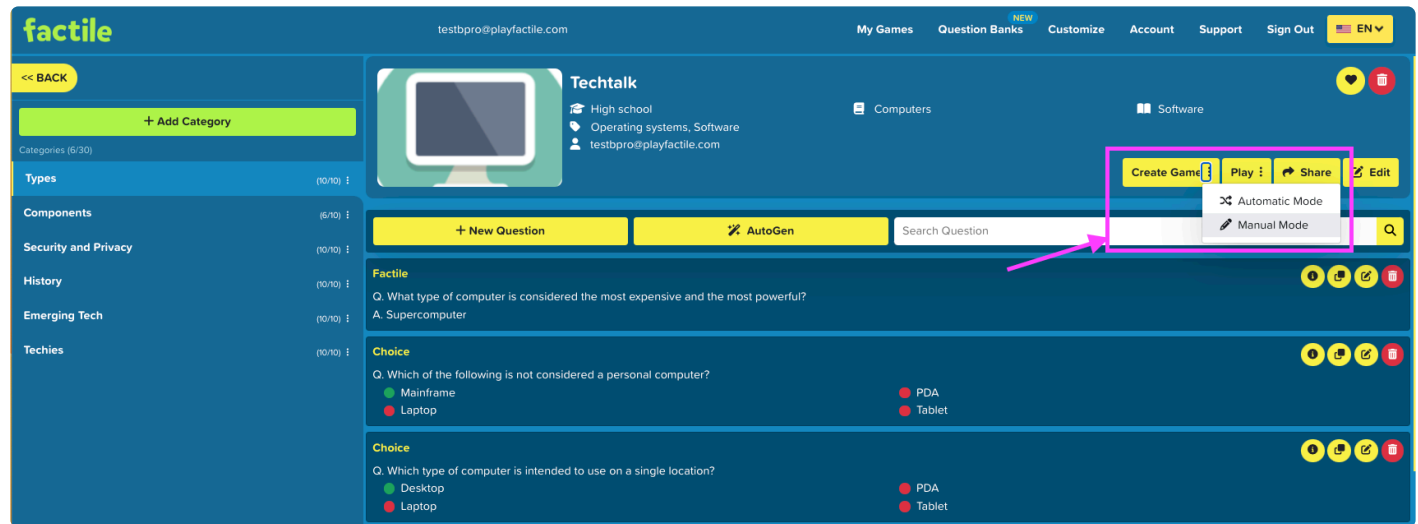 factile
testbpro@playfactile.com
My Games
NEW
Question Banks
Customize
Account
Support
Sign Out
EN
<< BACK
+ Add Category
Categories (6/30)
Types (10/10)
Components (6/10)
Security and Privacy (10/10)
History (10/10)
Emerging Tech (10/10)
Techies (10/10)
Techtalk
High school
Computers
Software
Operating systems, Software
testbpro@playfactile.com
Create Game
Play
Share
Edit
Automatic Mode
Manual Mode
+ New Question
AutoGen
Search Question
Factile
Q. What type of computer is considered the most expensive and the most powerful?
A. Supercomputer
Choice
Q. Which of the following is not considered a personal computer?
Mainframe
PDA
Laptop
Tablet
Choice
Q. Which type of computer is intended to use on a single location?
Desktop
PDA
Laptop
Tablet